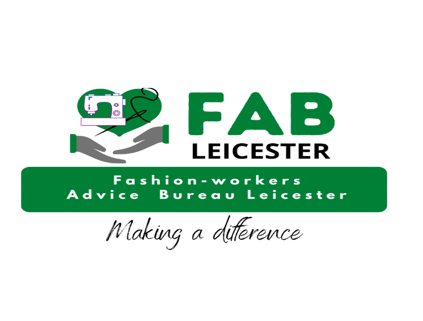 FAB
LEICESTER
Fashion-workers
Advice Bureau Leicester
Making a difference